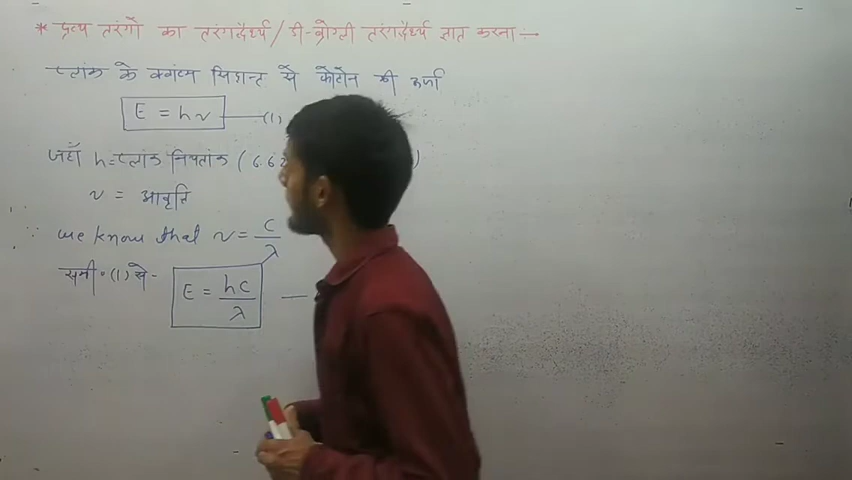 * द्रव्य तरंगों का तरंगदैर्ध्य / डी-ब्रोग्ली तरंगदैर्ध्य ज्ञात करना :-
प्लांक के क्वांटम सिद्धान्त से फोटोन की ऊर्जा
E = hν —(1)
जहाँ h = प्लांक नियतांक ( 6.62 )
ν = आवृति
∵ we know that ν = c/λ
समी. (1) से -
E = hc/λ —